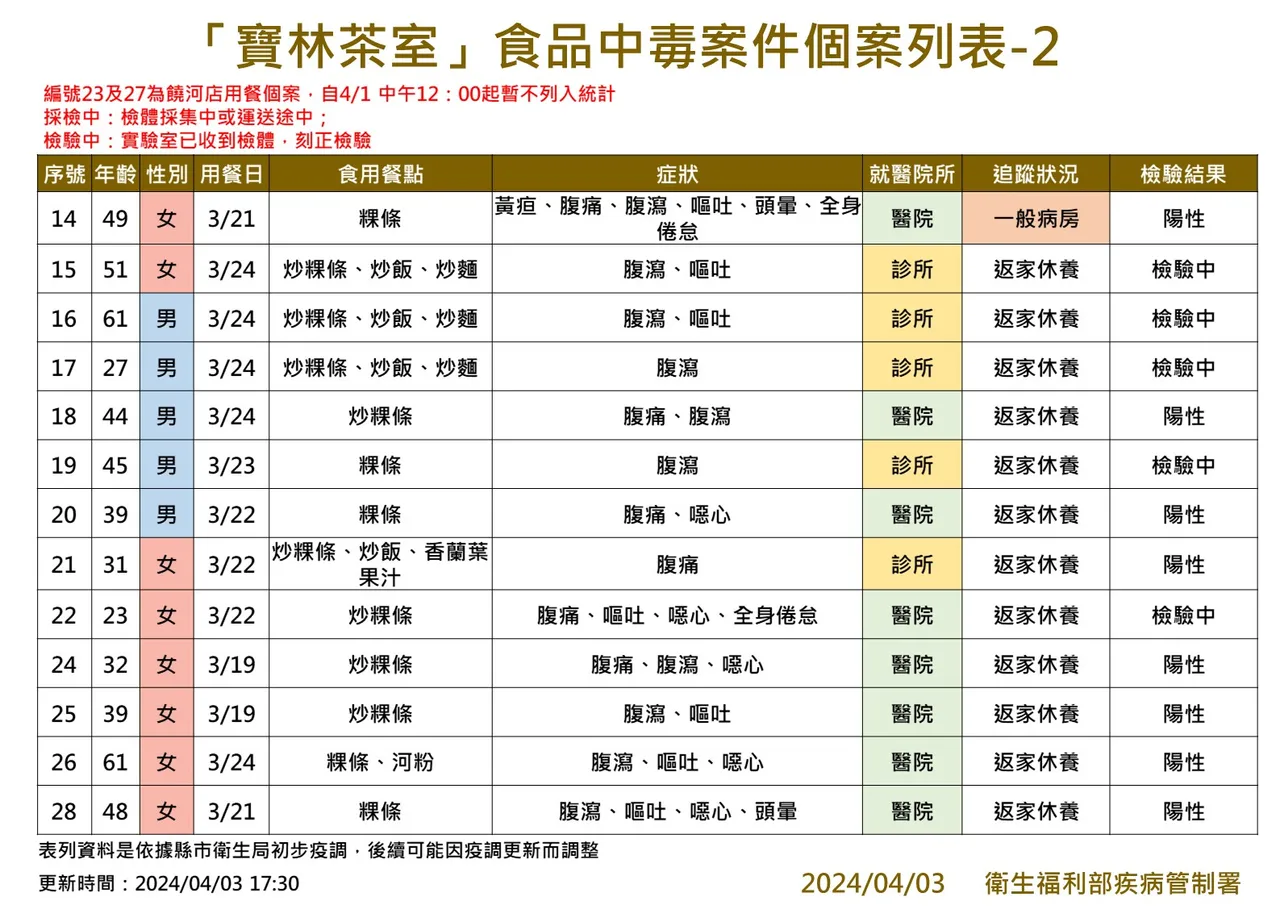 「寶林茶室」食品中毒案件個案列表-2
編號23及27為饒河店用餐個案，自4/1 中午12：00起暫不列入統計
採檢中：檢體採集中或運送途中；
檢驗中：實驗室已收到檢體，刻正檢驗
序號 年齡 性別 用餐日 食用餐點 症狀 就醫院所 追蹤狀況 檢驗結果
14 49 女 3/21 粿條 黃疸、腹痛、腹瀉、嘔吐、頭暈、全身
倦怠 醫院 一般病房 陽性
15 51 女 3/24 炒粿條、炒飯、炒麵 腹瀉、嘔吐 診所 返家休養 檢驗中
16 61 男 3/24 炒粿條、炒飯、炒麵 腹瀉、嘔吐 診所 返家休養 檢驗中
17 27 男 3/24 炒粿條、炒飯、炒麵 腹瀉 診所 返家休養 檢驗中
18 44 男 3/24 炒粿條 腹痛、腹瀉 醫院 返家休養 陽性
19 45 男 3/23 粿條 腹瀉 診所 返家休養 檢驗中
20 39 男 3/22 粿條 腹痛、噁心 醫院 返家休養 陽性
21 31 女 3/22 炒粿條、炒飯、香蘭葉
果汁 腹痛 診所 返家休養 陽性
22 23 女 3/22 炒粿條 腹痛、嘔吐、噁心、全身倦怠 醫院 返家休養 檢驗中
24 32 女 3/19 炒粿條 腹痛、腹瀉、噁心 醫院 返家休養 陽性
25 39 女 3/19 炒粿條 腹瀉、嘔吐 醫院 返家休養 陽性
26 61 女 3/24 粿條、河粉 腹瀉、嘔吐、噁心 醫院 返家休養 陽性
28 48 女 3/21 粿條 腹瀉、嘔吐、噁心、頭暈 醫院 返家休養 陽性
表列資料是依據縣市衛生局初步疫調，後續可能因疫調更新而調整
更新時間：2024/04/03 17:30
2024/04/03 衛生福利部疾病管制署